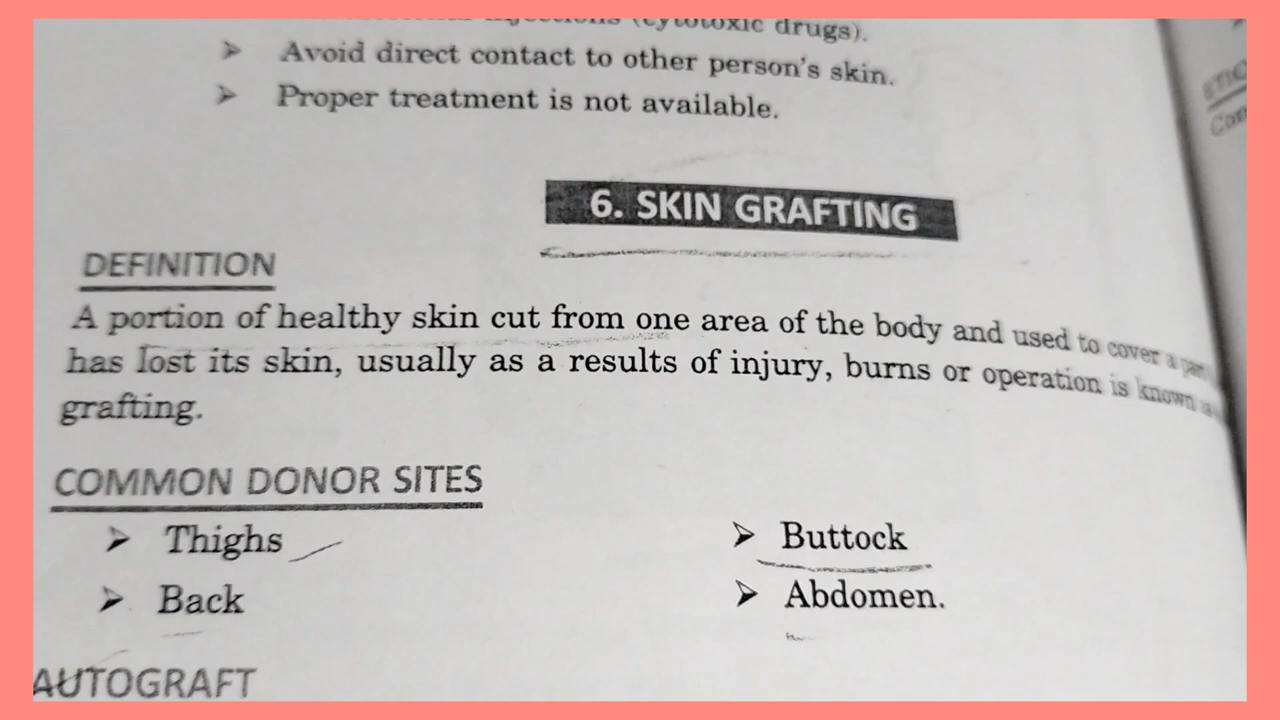 (cytotoxic drugs).
➤ Avoid direct contact to other person's skin.
➤ Proper treatment is not available.
6. SKIN GRAFTING
DEFINITION
A portion of healthy skin cut from one area of the body and used to cover a
has lost its skin, usually as a results of injury, burns or operation is known
grafting.
COMMON DONOR SITES
➤ Thighs
➤ Buttock
➤ Back
➤ Abdomen.
AUTOGRAFT